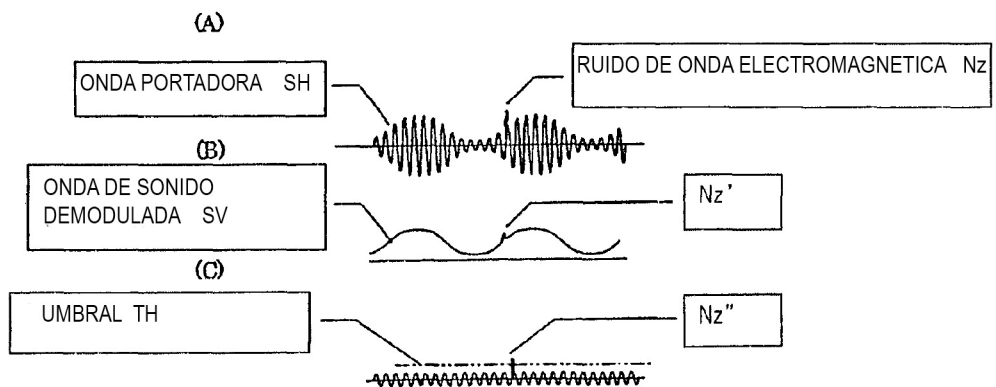 (A)
ONDA PORTADORA SH
RUIDO DE ONDA ELECTROMAGNETICA Nz
(B)
ONDA DE SONIDO
DEMODULADA SV
Nz'
(C)
UMBRAL TH
Nz"